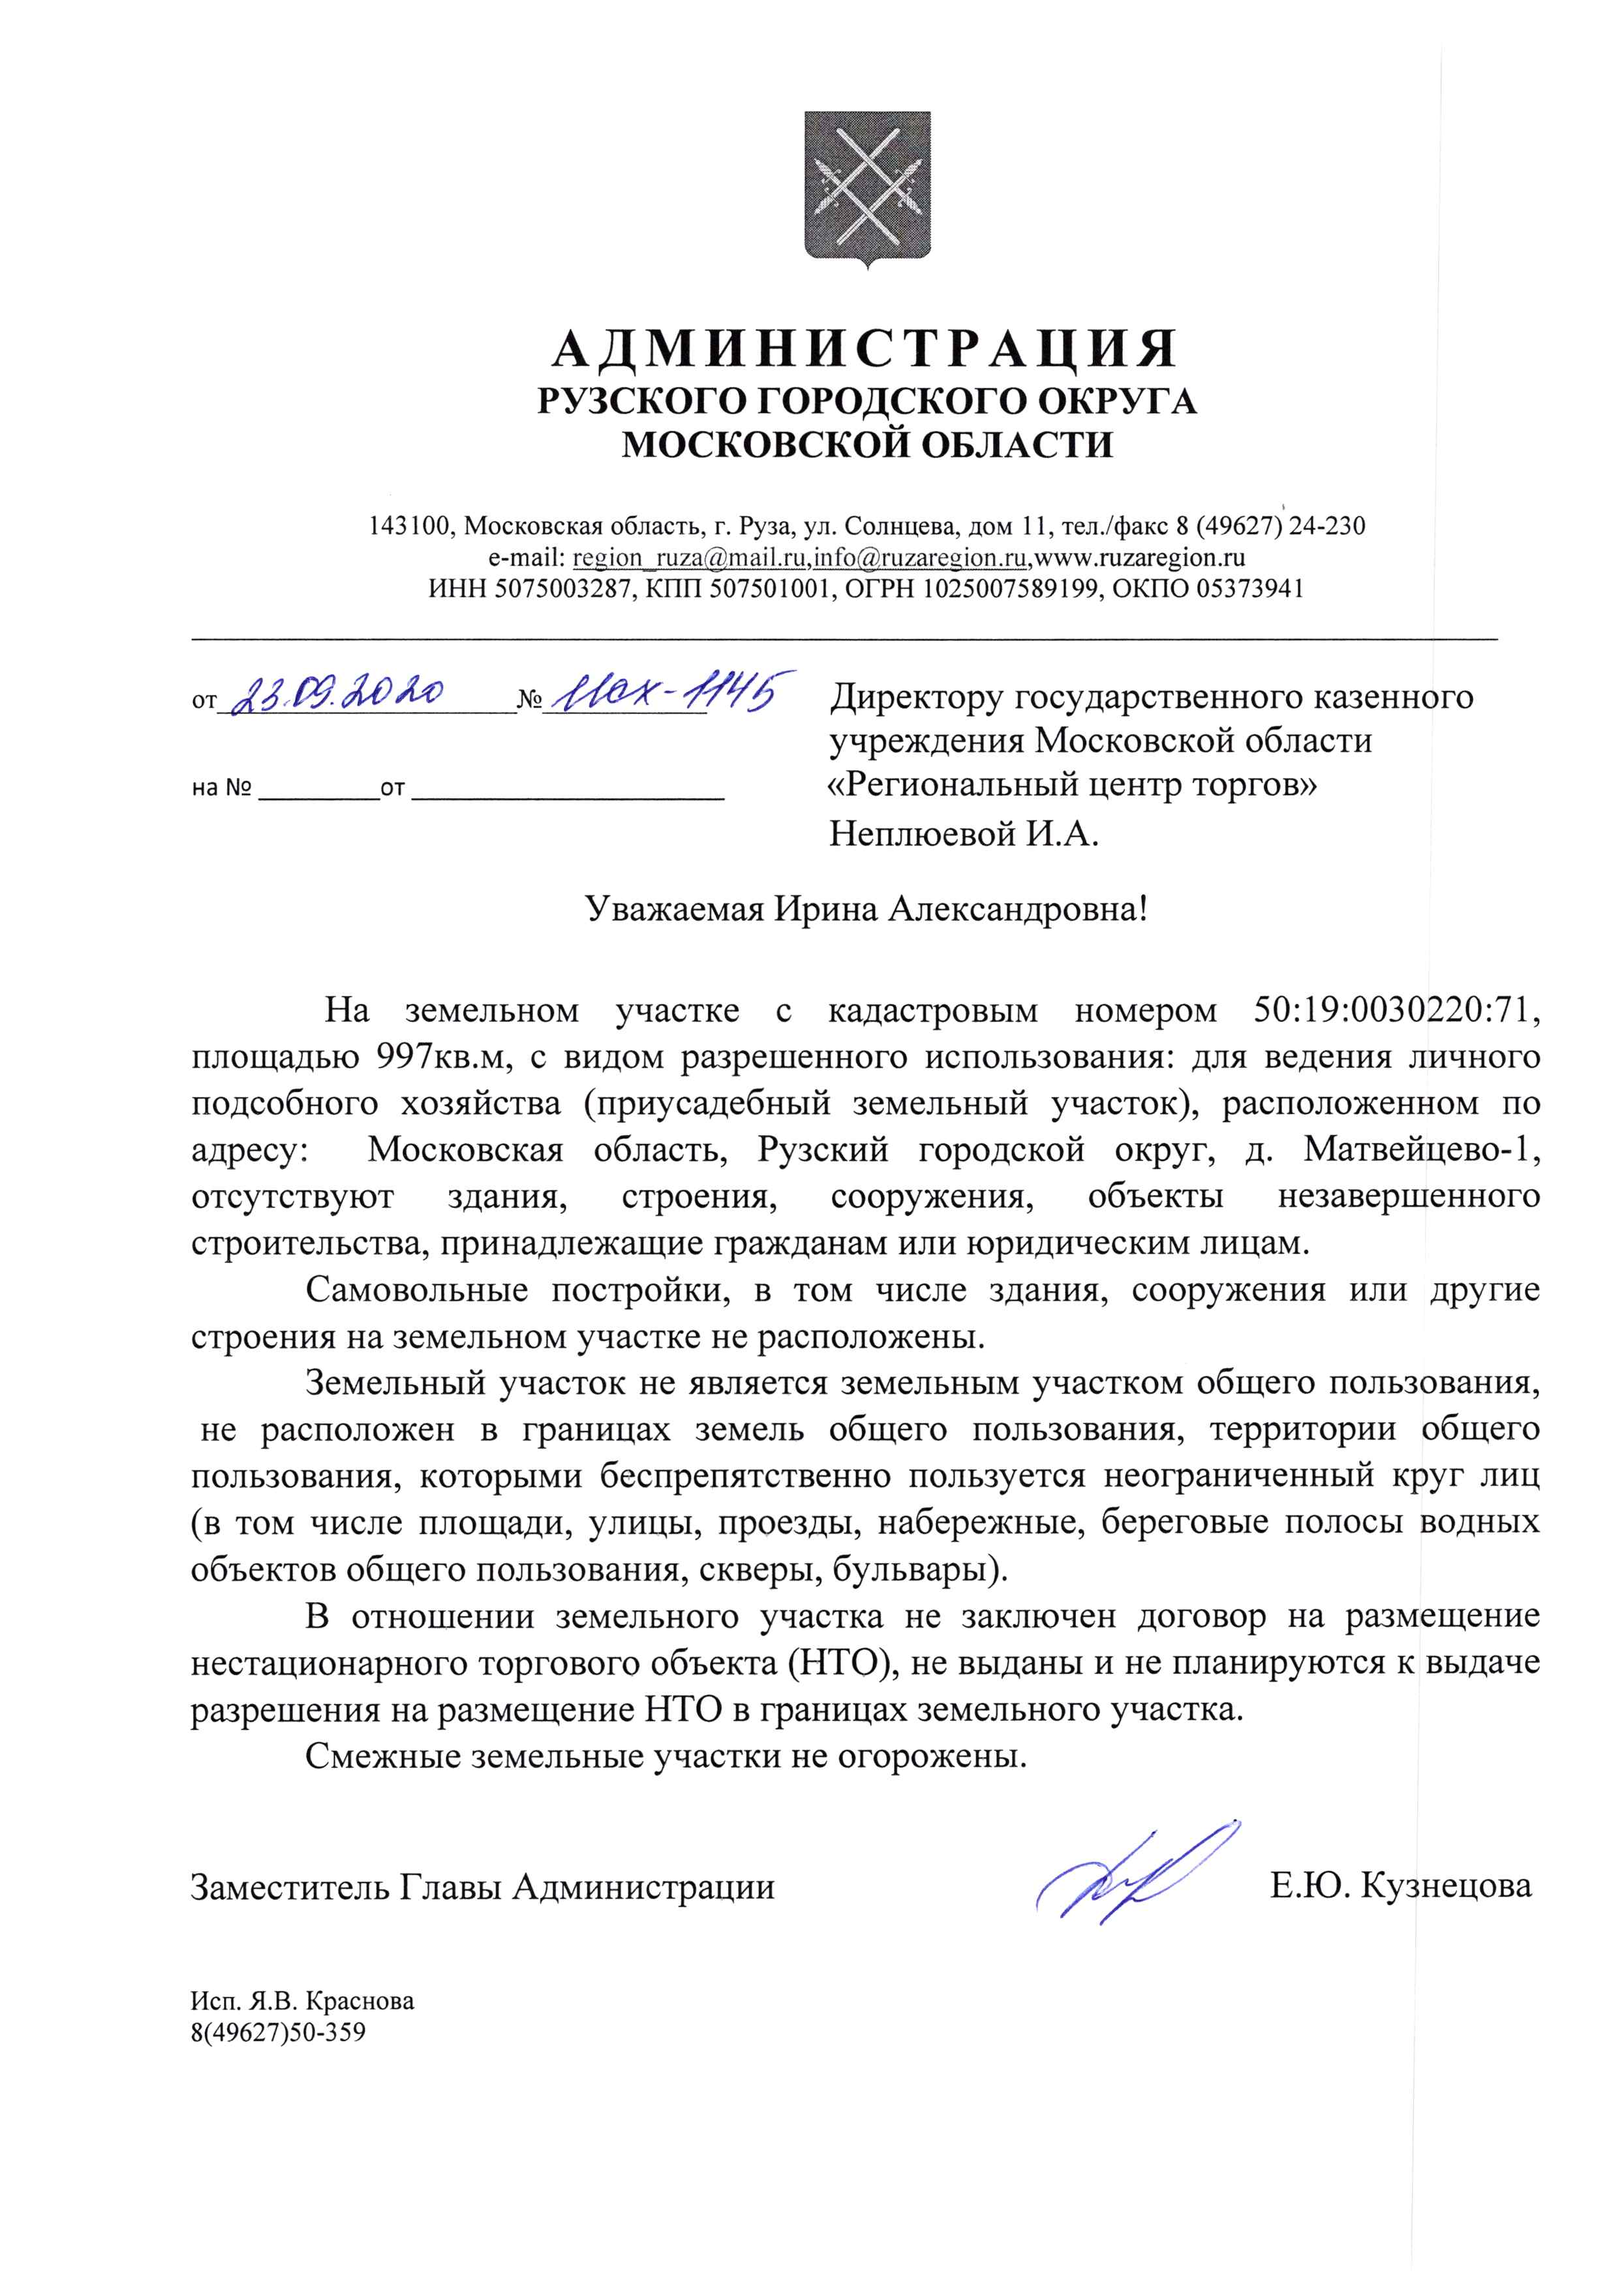 АДМИНИСТРАЦИЯ
РУЗСКОГО ГОРОДСКОГО ОКРУГА
МОСКОВСКОЙ ОБЛАСТИ
143100, Московская область, г. Руза, ул. Солнцева, дом 11, тел./факс 8 (49627) 24-230
e-mail: region_ruza@mail.ru,info@ruzaregion.ru,www.ruzaregion.ru
ИНН 5075003287, КПП 507501001, ОГРН 1025007589199, ОКПО 05373941
от 23.09.2020 № Исх-1145
на № от
Директору государственного казенного
учреждения Московской области
«Региональный центр торгов»
Неплюевой И.А.
Уважаемая Ирина Александровна!
На земельном участке с кадастровым номером 50:19:0030220:71,
площадью 997кв.м, с видом разрешенного использования: для ведения личного
подсобного хозяйства (приусадебный земельный участок), расположенном по
адресу: Московская область, Рузский городской округ, д. Матвейцево-1,
отсутствуют здания, строения, сооружения, объекты незавершенного
строительства, принадлежащие гражданам или юридическим лицам.
Самовольные постройки, в том числе здания, сооружения или другие
строения на земельном участке не расположены.
Земельный участок не является земельным участком общего пользования,
не расположен в границах земель общего пользования, территории общего
пользования, которыми беспрепятственно пользуется неограниченный круг лиц
(в том числе площади, улицы, проезды, набережные, береговые полосы водных
объектов общего пользования, скверы, бульвары).
В отношении земельного участка не заключен договор на размещение
нестационарного торгового объекта (НТО), не выданы и не планируются к выдаче
разрешения на размещение НТО в границах земельного участка.
Смежные земельные участки не огорожены.
Заместитель Главы Администрации Е.Ю. Кузнецова
Исп. Я.В. Краснова
8(49627)50-359